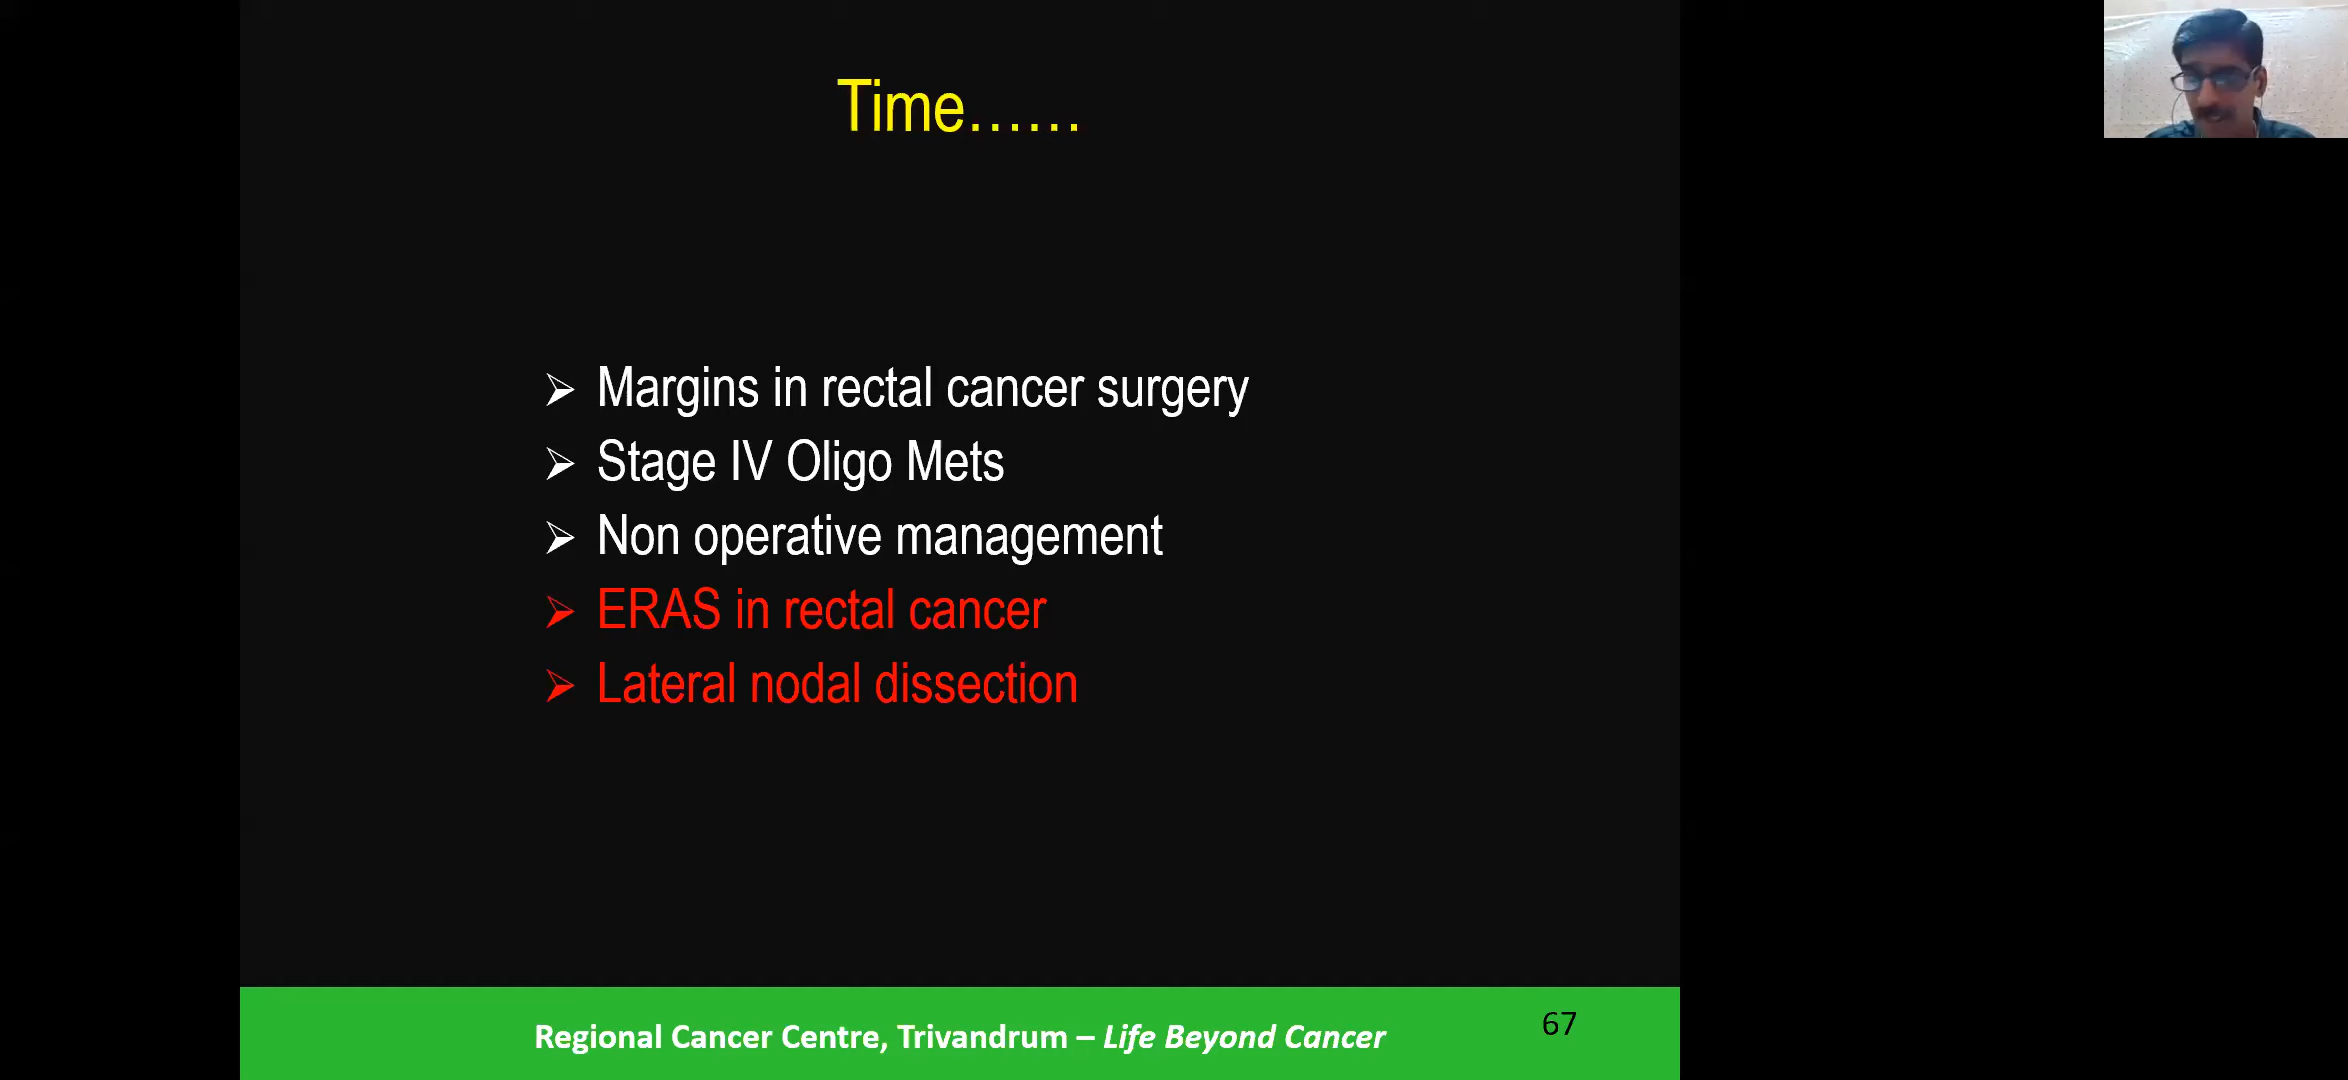 Time......
➢ Margins in rectal cancer surgery
➢ Stage IV Oligo Mets
➢ Non operative management
➢ ERAS in rectal cancer
➢ Lateral nodal dissection
Regional Cancer Centre, Trivandrum – Life Beyond Cancer
67